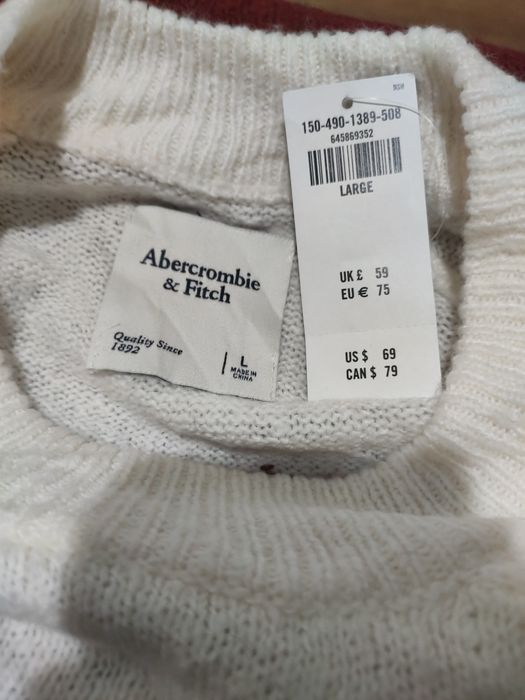 150-490-1389-508
645869352
LARGE
UK £ 59
EU € 75
US $ 69
CAN $ 79
Abercrombie
& Fitch
Quality Since
1892
L
MADE IN
CHINA